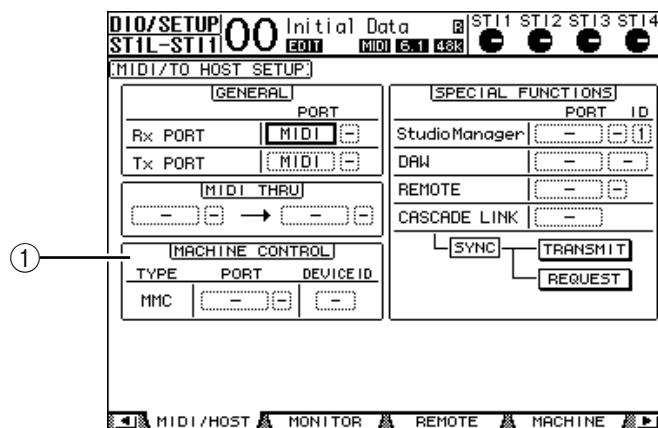 DIO/SETUP 00 Initial Data ST11 ST12 ST13 ST14
ST1L-ST11 EDIT MIDI 6.1 48k
MIDI/TO HOST SETUP
GENERAL
PORT
Rx PORT MIDI -
Tx PORT MIDI -
MIDI THRU
- - → - -
MACHINE CONTROL
TYPE PORT DEVICE ID
MMC - - -
SPECIAL FUNCTIONS
PORT ID
StudioManager - - 1
DAW - -
REMOTE - -
CASCADE LINK -
SYNC TRANSMIT
REQUEST
1
MIDI/HOST MONITOR REMOTE MACHINE